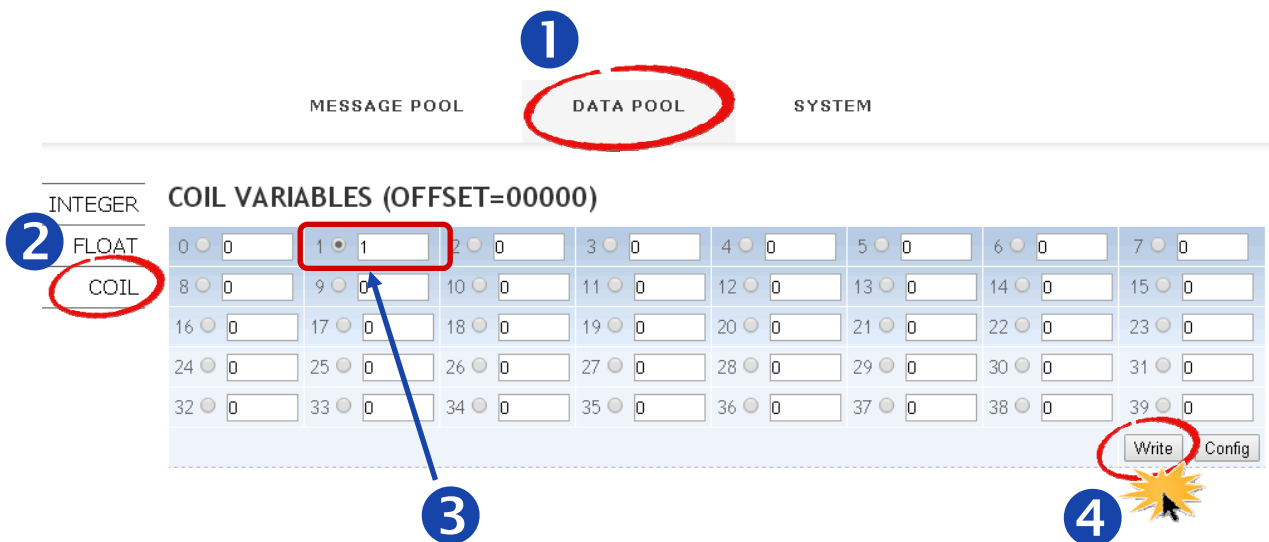 1
MESSAGE POOL DATA POOL SYSTEM
INTEGER
COIL VARIABLES (OFFSET=00000)
2
FLOAT
COIL
0 0 1 1 2 0 3 0 4 0 5 0 6 0 7 0
8 0 9 0 10 0 11 0 12 0 13 0 14 0 15 0
16 0 17 0 18 0 19 0 20 0 21 0 22 0 23 0
24 0 25 0 26 0 27 0 28 0 29 0 30 0 31 0
32 0 33 0 34 0 35 0 36 0 37 0 38 0 39 0
Write Config
3
4